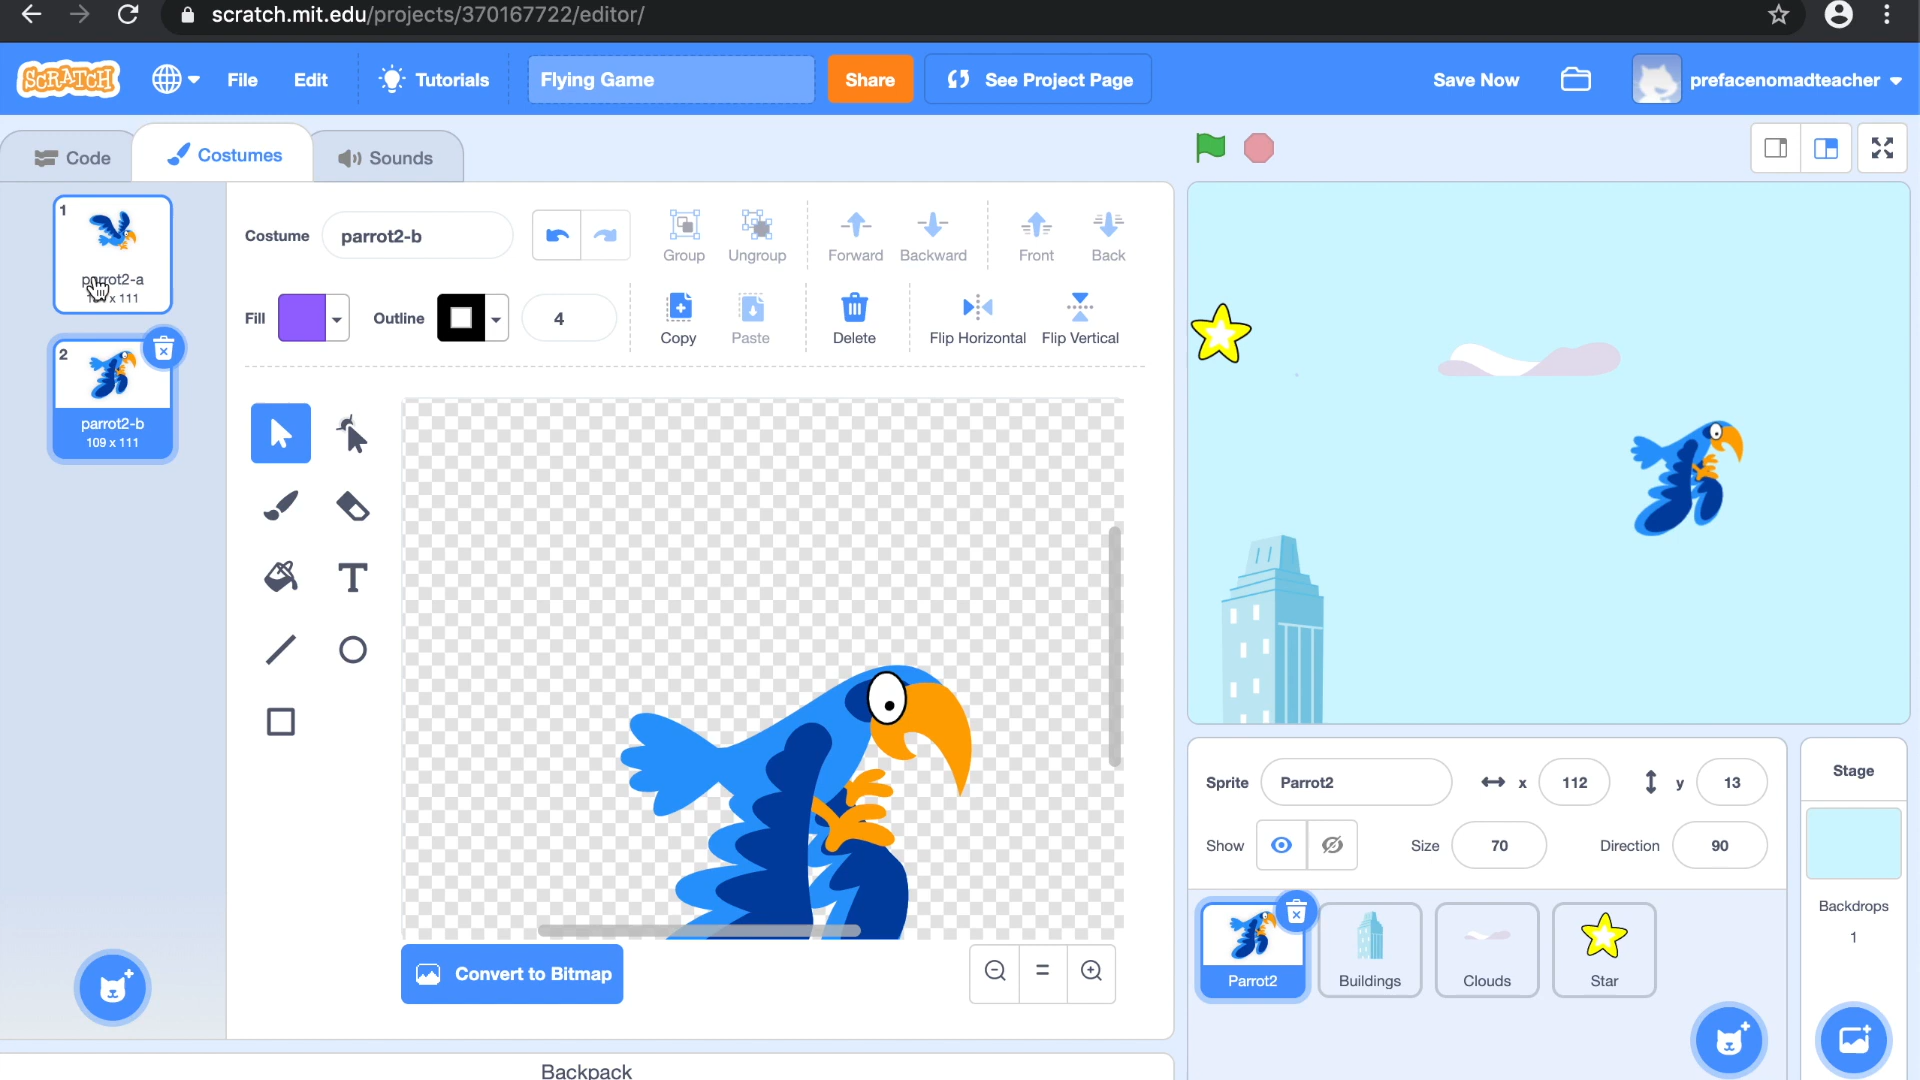 scratch.mit.edu/projects/370167722/editor/
SCRATCH
File
Edit
Tutorials
Flying Game
Share
See Project Page
Save Now
prefacenomadteacher
Code
Costumes
Sounds
1
parrot2-a
x 111
2
parrot2-b
109 x 111
Costume
parrot2-b
Group
Ungroup
Forward
Backward
Front
Back
Fill
Outline
4
Copy
Paste
Delete
Flip Horizontal
Flip Vertical
T
Convert to Bitmap
Backpack
Sprite
Parrot2
x
112
y
13
Show
Size
70
Direction
90
Parrot2
Buildings
Clouds
Star
Stage
Backdrops
1